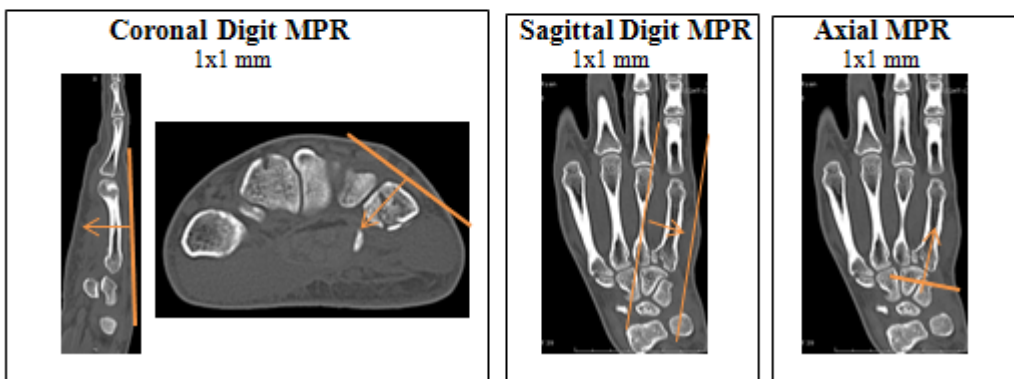 Coronal Digit MPR
1x1 mm
Sagittal Digit MPR
1x1 mm
Axial MPR
1x1 mm